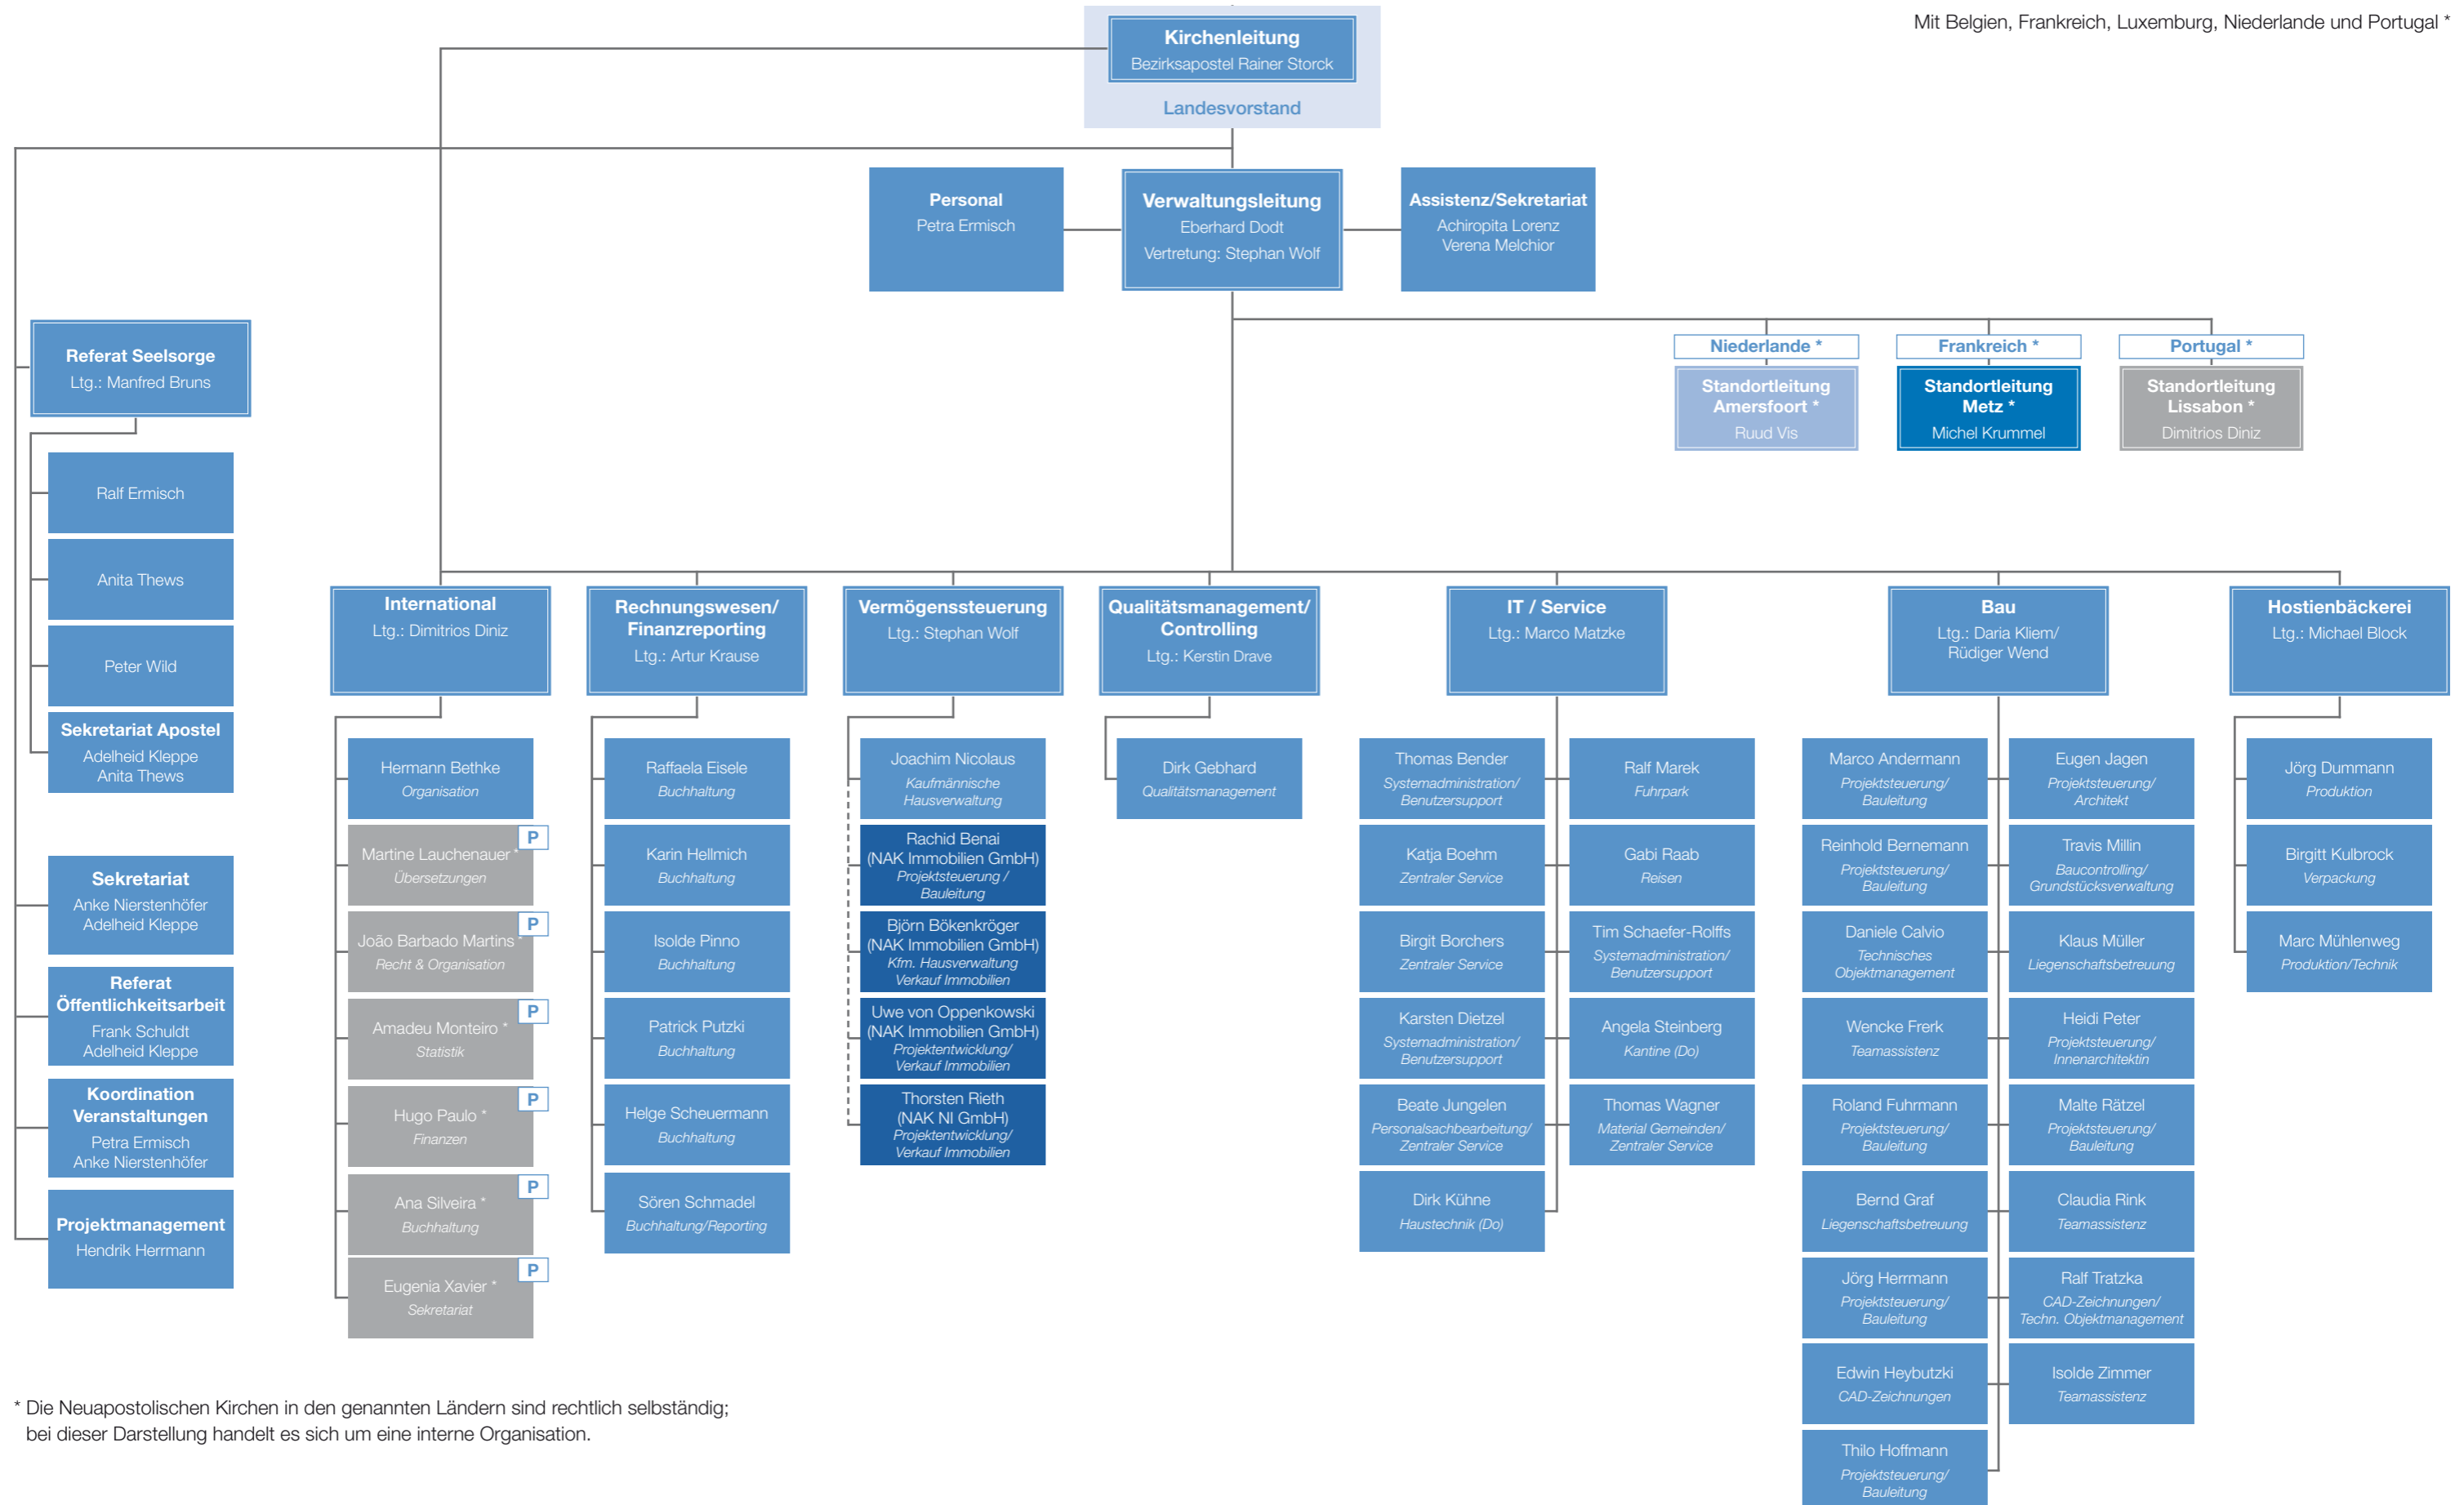 Mit Belgien, Frankreich, Luxemburg, Niederlande und Portugal *
Kirchenleitung
Bezirksapostel Rainer Storck
Landesvorstand
Personal
Petra Ermisch
Verwaltungsleitung
Eberhard Dodt
Vertretung: Stephan Wolf
Assistenz/Sekretariat
Achiropita Lorenz
Verena Melchior
Niederlande *
Standortleitung
Amersfoort *
Ruud Vis
Frankreich *
Standortleitung
Metz *
Michel Krummel
Portugal *
Standortleitung
Lissabon *
Dimitrios Diniz
Referat Seelsorge
Ltg.: Manfred Bruns
Ralf Ermisch
Anita Thews
Peter Wild
Sekretariat Apostel
Adelheid Kleppe
Anita Thews
Sekretariat
Anke Nierstenhöfer
Adelheid Kleppe
Referat
Öffentlichkeitsarbeit
Frank Schuldt
Adelheid Kleppe
Koordination
Veranstaltungen
Petra Ermisch
Anke Nierstenhöfer
Projektmanagement
Hendrik Herrmann
International
Ltg.: Dimitrios Diniz
Hermann Bethke
Organisation
P
Martine Lauchenauer *
Übersetzungen
P
João Barbado Martins *
Recht & Organisation
P
Amadeu Monteiro *
Statistik
P
Hugo Paulo *
Finanzen
P
Ana Silveira *
Buchhaltung
P
Eugenia Xavier *
Sekretariat
Rechnungswesen/
Finanzreporting
Ltg.: Artur Krause
Raffaela Eisele
Buchhaltung
Karin Hellmich
Buchhaltung
Isolde Pinno
Buchhaltung
Patrick Putzki
Buchhaltung
Helge Scheuermann
Buchhaltung
Sören Schmadel
Buchhaltung/Reporting
Vermögenssteuerung
Ltg.: Stephan Wolf
Joachim Nicolaus
Kaufmännische
Hausverwaltung
Rachid Benai
(NAK Immobilien GmbH)
Projektsteuerung /
Bauleitung
Björn Bökenkröger
(NAK Immobilien GmbH)
Kfm. Hausverwaltung
Verkauf Immobilien
Uwe von Oppenkowski
(NAK Immobilien GmbH)
Projektentwicklung/
Verkauf Immobilien
Thorsten Rieth
(NAK NI GmbH)
Projektentwicklung/
Verkauf Immobilien
Qualitätsmanagement/
Controlling
Ltg.: Kerstin Drave
Dirk Gebhard
Qualitätsmanagement
IT / Service
Ltg.: Marco Matzke
Thomas Bender
Systemadministration/
Benutzersupport
Katja Boehm
Zentraler Service
Birgit Borchers
Zentraler Service
Karsten Dietzel
Systemadministration/
Benutzersupport
Beate Jungelen
Personalsachbearbeitung/
Zentraler Service
Dirk Kühne
Haustechnik (Do)
Ralf Marek
Fuhrpark
Gabi Raab
Reisen
Tim Schaefer-Rolffs
Systemadministration/
Benutzersupport
Angela Steinberg
Kantine (Do)
Thomas Wagner
Material Gemeinden/
Zentraler Service
Bau
Ltg.: Daria Kliem/
Rüdiger Wend
Marco Andermann
Projektsteuerung/
Bauleitung
Reinhold Bernemann
Projektsteuerung/
Bauleitung
Daniele Calvio
Technisches
Objektmanagement
Wencke Frerk
Teamassistenz
Roland Fuhrmann
Projektsteuerung/
Bauleitung
Bernd Graf
Liegenschaftsbetreuung
Jörg Herrmann
Projektsteuerung/
Bauleitung
Edwin Heybutzki
CAD-Zeichnungen
Thilo Hoffmann
Projektsteuerung/
Bauleitung
Eugen Jagen
Projektsteuerung/
Architekt
Travis Millin
Baucontrolling/
Grundstücksverwaltung
Klaus Müller
Liegenschaftsbetreuung
Heidi Peter
Projektsteuerung/
Innenarchitektin
Malte Rätzel
Projektsteuerung/
Bauleitung
Claudia Rink
Teamassistenz
Ralf Tratzka
CAD-Zeichnungen/
Techn. Objektmanagement
Isolde Zimmer
Teamassistenz
Hostienbäckerei
Ltg.: Michael Block
Jörg Dummann
Produktion
Birgitt Kulbrock
Verpackung
Marc Mühlenweg
Produktion/Technik
* Die Neuapostolischen Kirchen in den genannten Ländern sind rechtlich selbständig;
bei dieser Darstellung handelt es sich um eine interne Organisation.